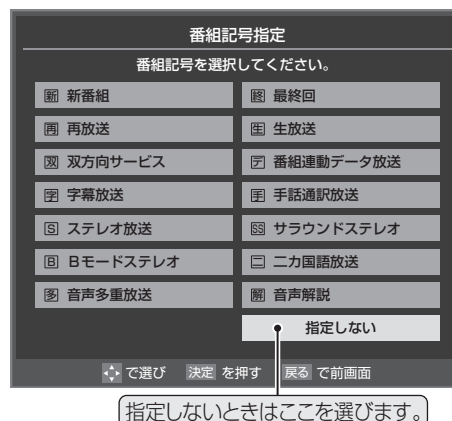 番組記号指定
番組記号を選択してください。
新 新番組
終 最終回
再 再放送
生 生放送
双 双方向サービス
デ 番組連動データ放送
字 字幕放送
手 手話通訳放送
S ステレオ放送
SS サラウンドステレオ
B Bモードステレオ
二 二カ国語放送
多 音声多重放送
解 音声解説
指定しない
で選び 決定 を押す 戻る で前画面
指定しないときはここを選びます。